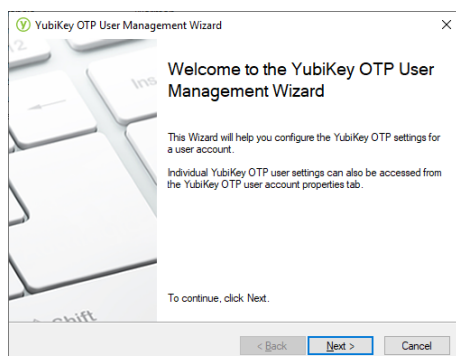 YubiKey OTP User Management Wizard
Ins
Welcome to the YubiKey OTP User
Management Wizard
This Wizard will help you configure the YubiKey OTP settings for
a user account.
Individual YubiKey OTP user settings can also be accessed from
the YubiKey OTP user account properties tab.
To continue, click Next.
Shift
< Back
Next >
Cancel